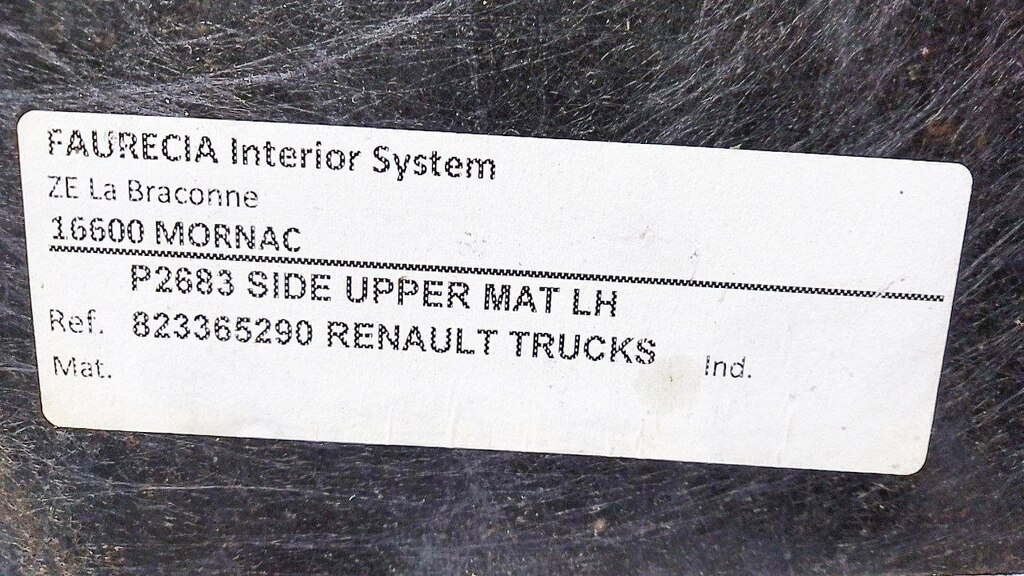 FAURECIA Interior System
ZE La Braconne
16600 MORNAC
P2683 SIDE UPPER MAT LH
Ref. 823365290 RENAULT TRUCKS Ind.
Mat.